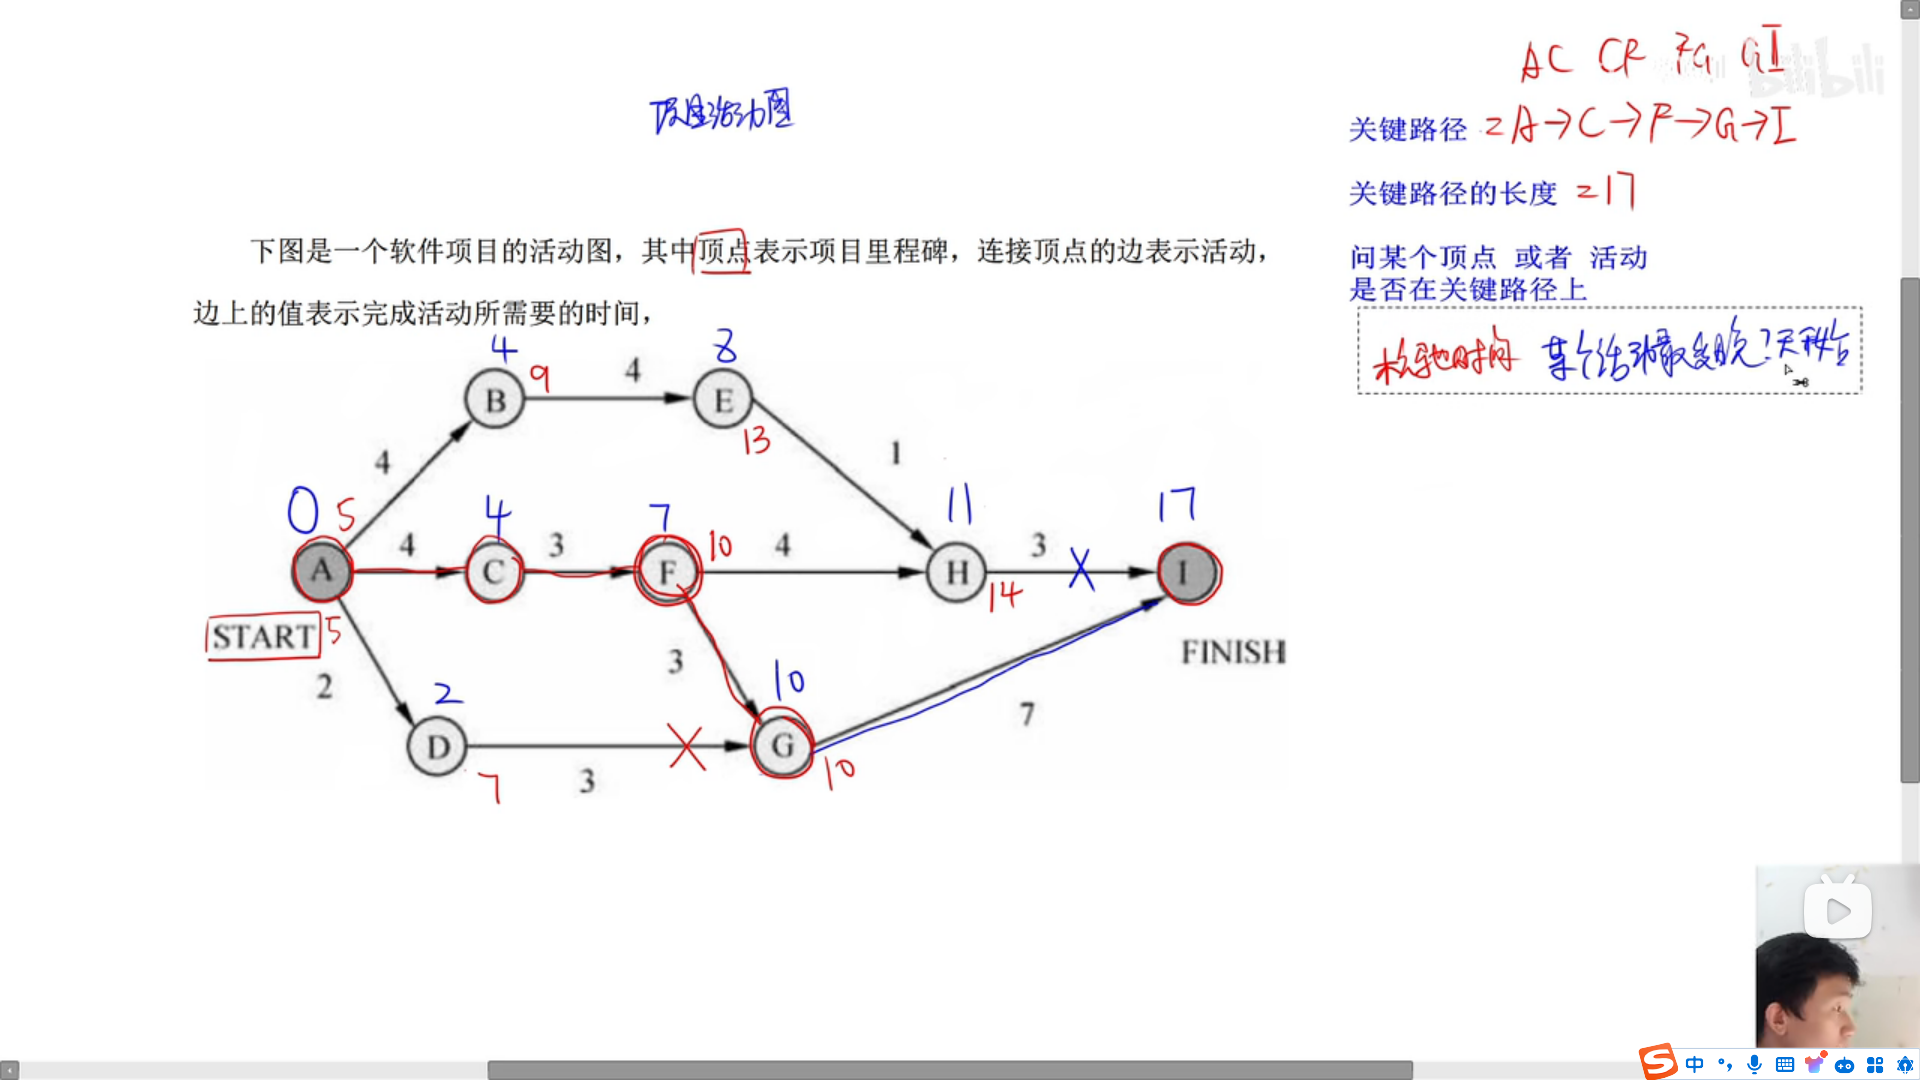 AC CF FG GI
bilibili
项目活动图
关键路径 = A→C→F→G→I
关键路径的长度 =17
下图是一个软件项目的活动图，其中顶点表示项目里程碑，连接顶点的边表示活动，
边上的值表示完成活动所需要的时间，
问某个顶点 或者 活动
是否在关键路径上
松弛时间 某个活动最多晚?天开始
4 8
B 9 4 E
13
4 1
0 5 4 7 11 17
A 4 C 3 F 10 4 H 3 I
14
START 5
3 FINISH
2 2 10 7
D G
7 3 10
中